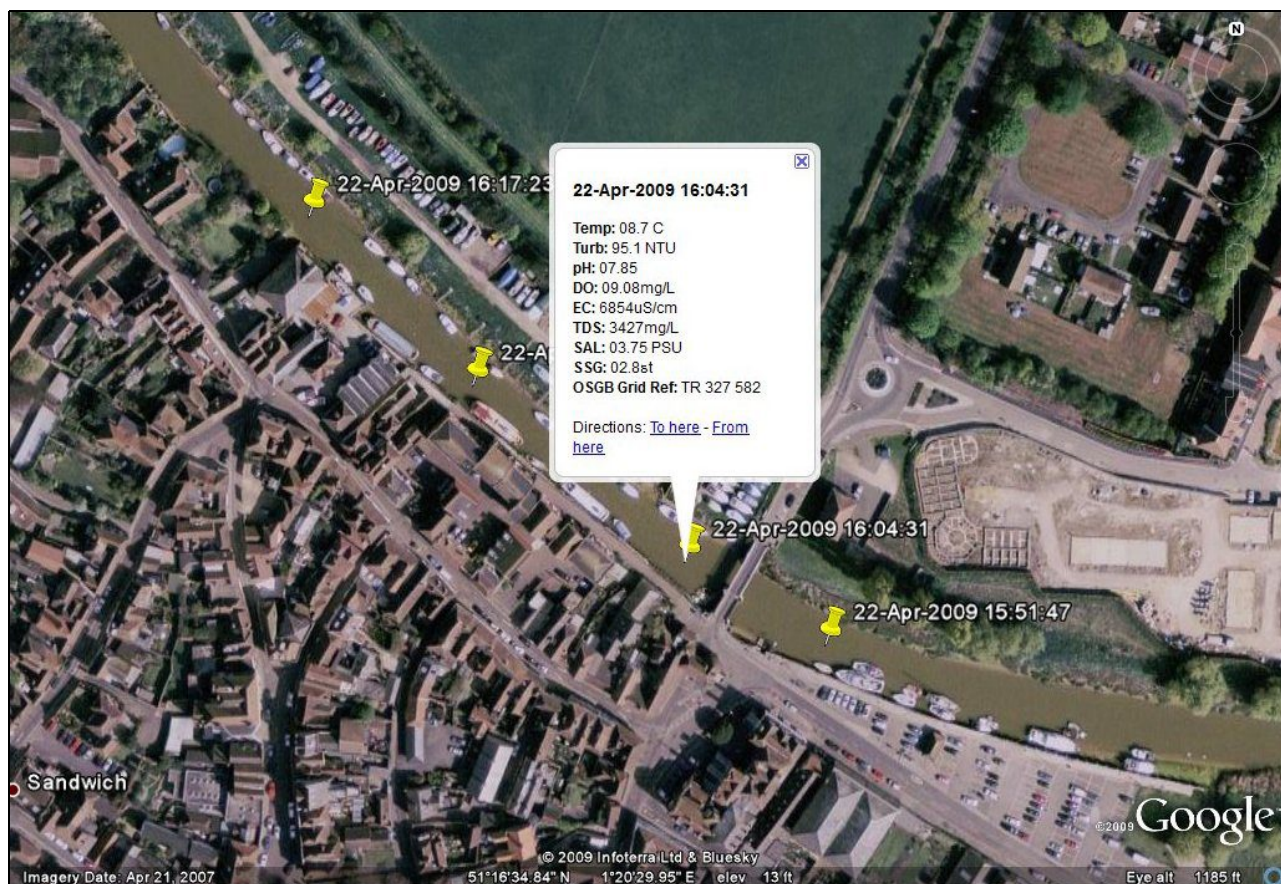 N
22-Apr-2009 16:17:23
22-A
22-Apr-2009 16:04:31
Temp: 08.7 C
Turb: 95.1 NTU
pH: 07.85
DO: 09.08mg/L
EC: 6854uS/cm
TDS: 3427mg/L
SAL: 03.75 PSU
SSG: 02.8st
OSGB Grid Ref: TR 327 582
Directions: To here - From
here
22-Apr-2009 16:04:31
22-Apr-2009 15:51:47
Sandwich
©2009 Google
© 2009 Infoterra Ltd & Bluesky
Imagery Date: Apr 21, 2007
51°16'34.84" N 1°20'29.95" E elev 13 ft
Eye alt 1185 ft